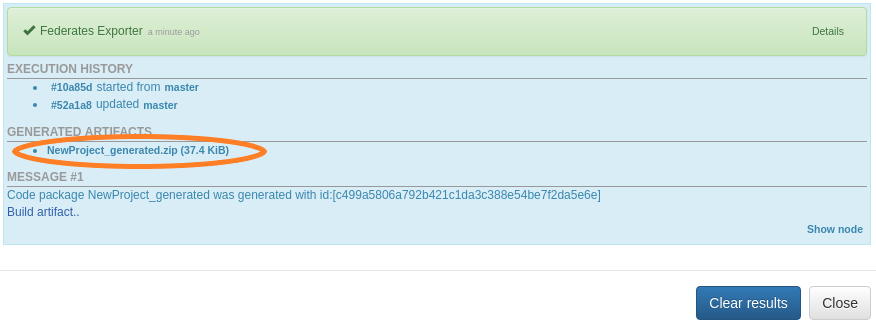 Federates Exporter a minute ago Details
EXECUTION HISTORY
#10a85d started from master
#52a1a8 updated master
GENERATED ARTIFACTS
NewProject_generated.zip (37.4 KiB)
MESSAGE #1
Code package NewProject_generated was generated with id:[c499a5806a792b421c1da3c388e54be7f2da5e6e]
Build artifact..
Show node
Clear results Close